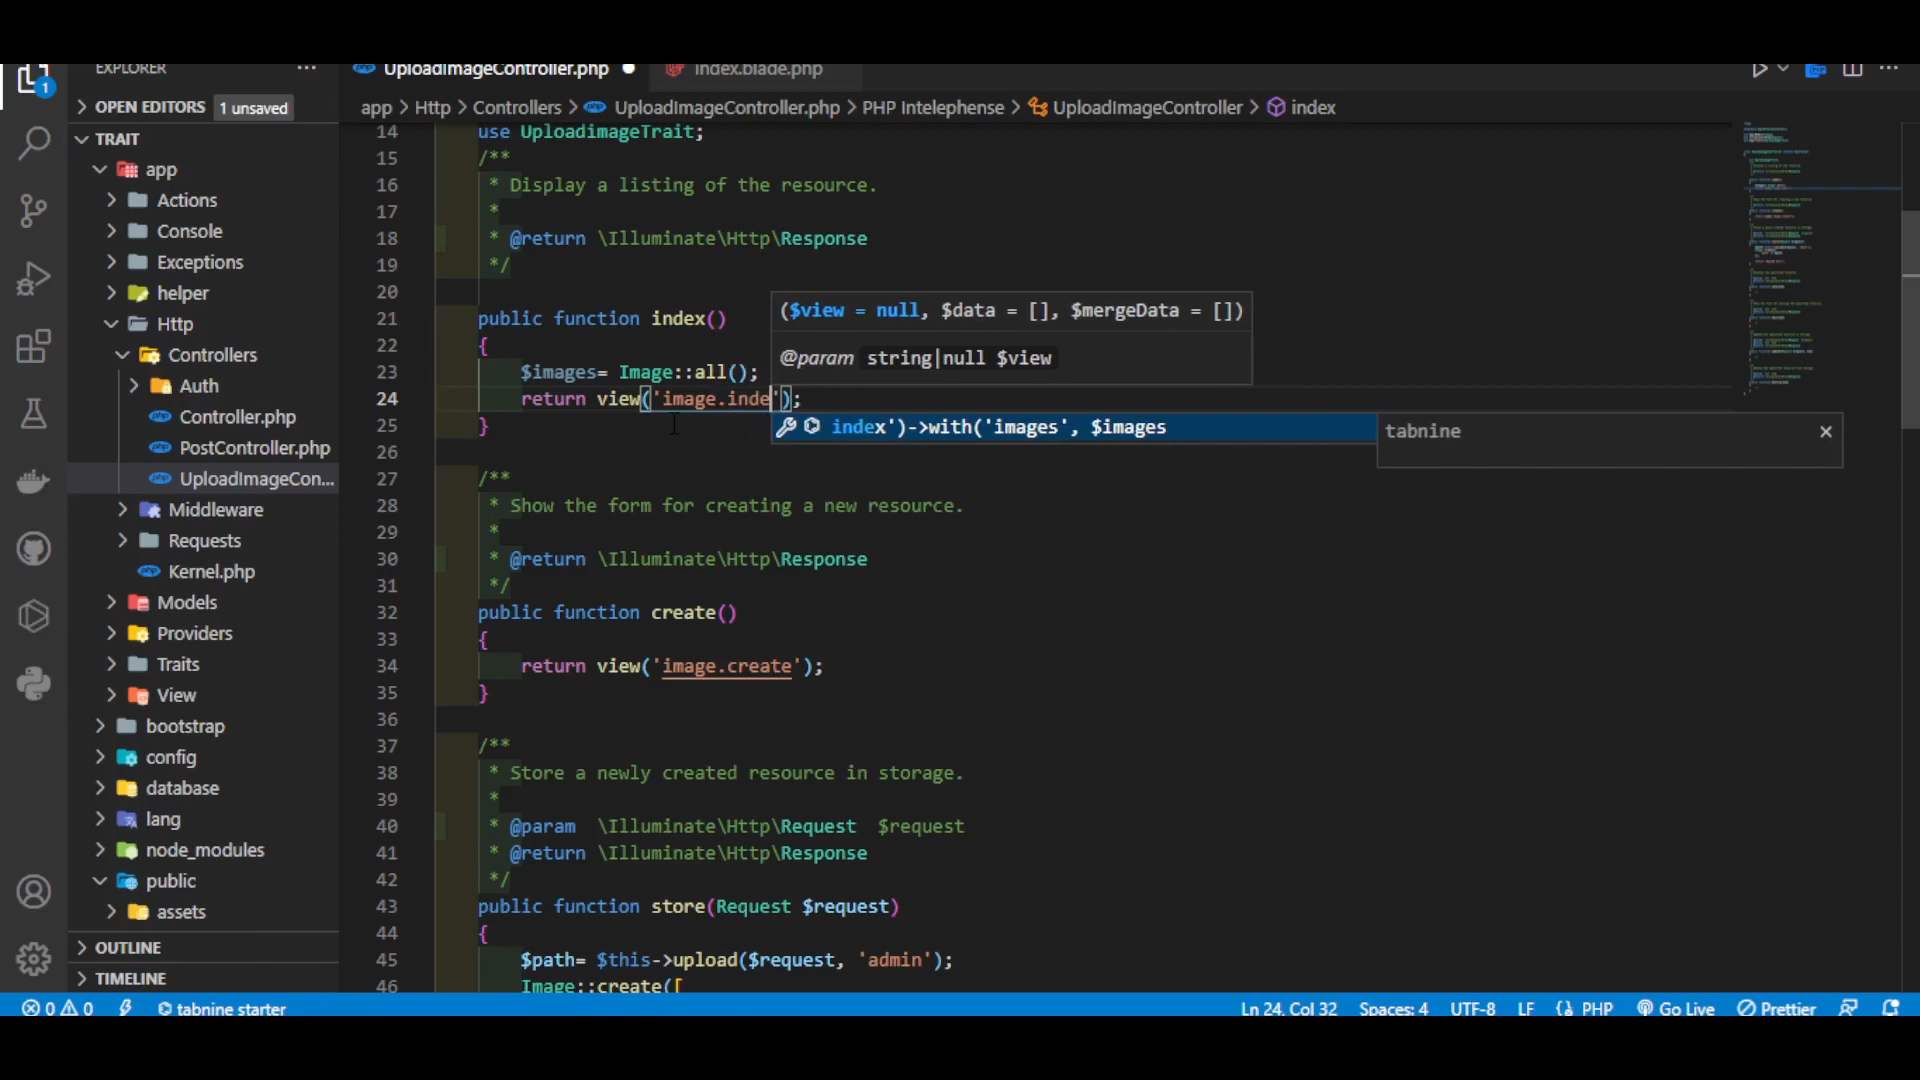 EXPLORER
OPEN EDITORS 1 unsaved
TRAIT
app
Actions
Console
Exceptions
helper
Http
Controllers
Auth
Controller.php
PostController.php
UploadImageCon...
Middleware
Requests
Kernel.php
Models
Providers
Traits
View
bootstrap
config
database
lang
node_modules
public
assets
OUTLINE
TIMELINE
1
UploadImageController.php
index.blade.php
app > Http > Controllers > UploadImageController.php > PHP Intelephense > UploadImageController > index
14 use UploadimageTrait;
15 /**
16 * Display a listing of the resource.
17 *
18 * @return \Illuminate\Http\Response
19 */
20
21 public function index()
22 {
23 $images= Image::all();
24 return view('image.inde');
25 }
26
27 /**
28 * Show the form for creating a new resource.
29 *
30 * @return \Illuminate\Http\Response
31 */
32 public function create()
33 {
34 return view('image.create');
35 }
36
37 /**
38 * Store a newly created resource in storage.
39 *
40 * @param  \Illuminate\Http\Request  $request
41 * @return \Illuminate\Http\Response
42 */
43 public function store(Request $request)
44 {
45 $path= $this->upload($request, 'admin');
46 Image::create([
($view = null, $data = [], $mergeData = [])
@param string|null $view
index')->with('images', $images
tabnine
0 0 tabnine starter
Ln 24, Col 32 Spaces: 4 UTF-8 LF {} PHP Go Live Prettier